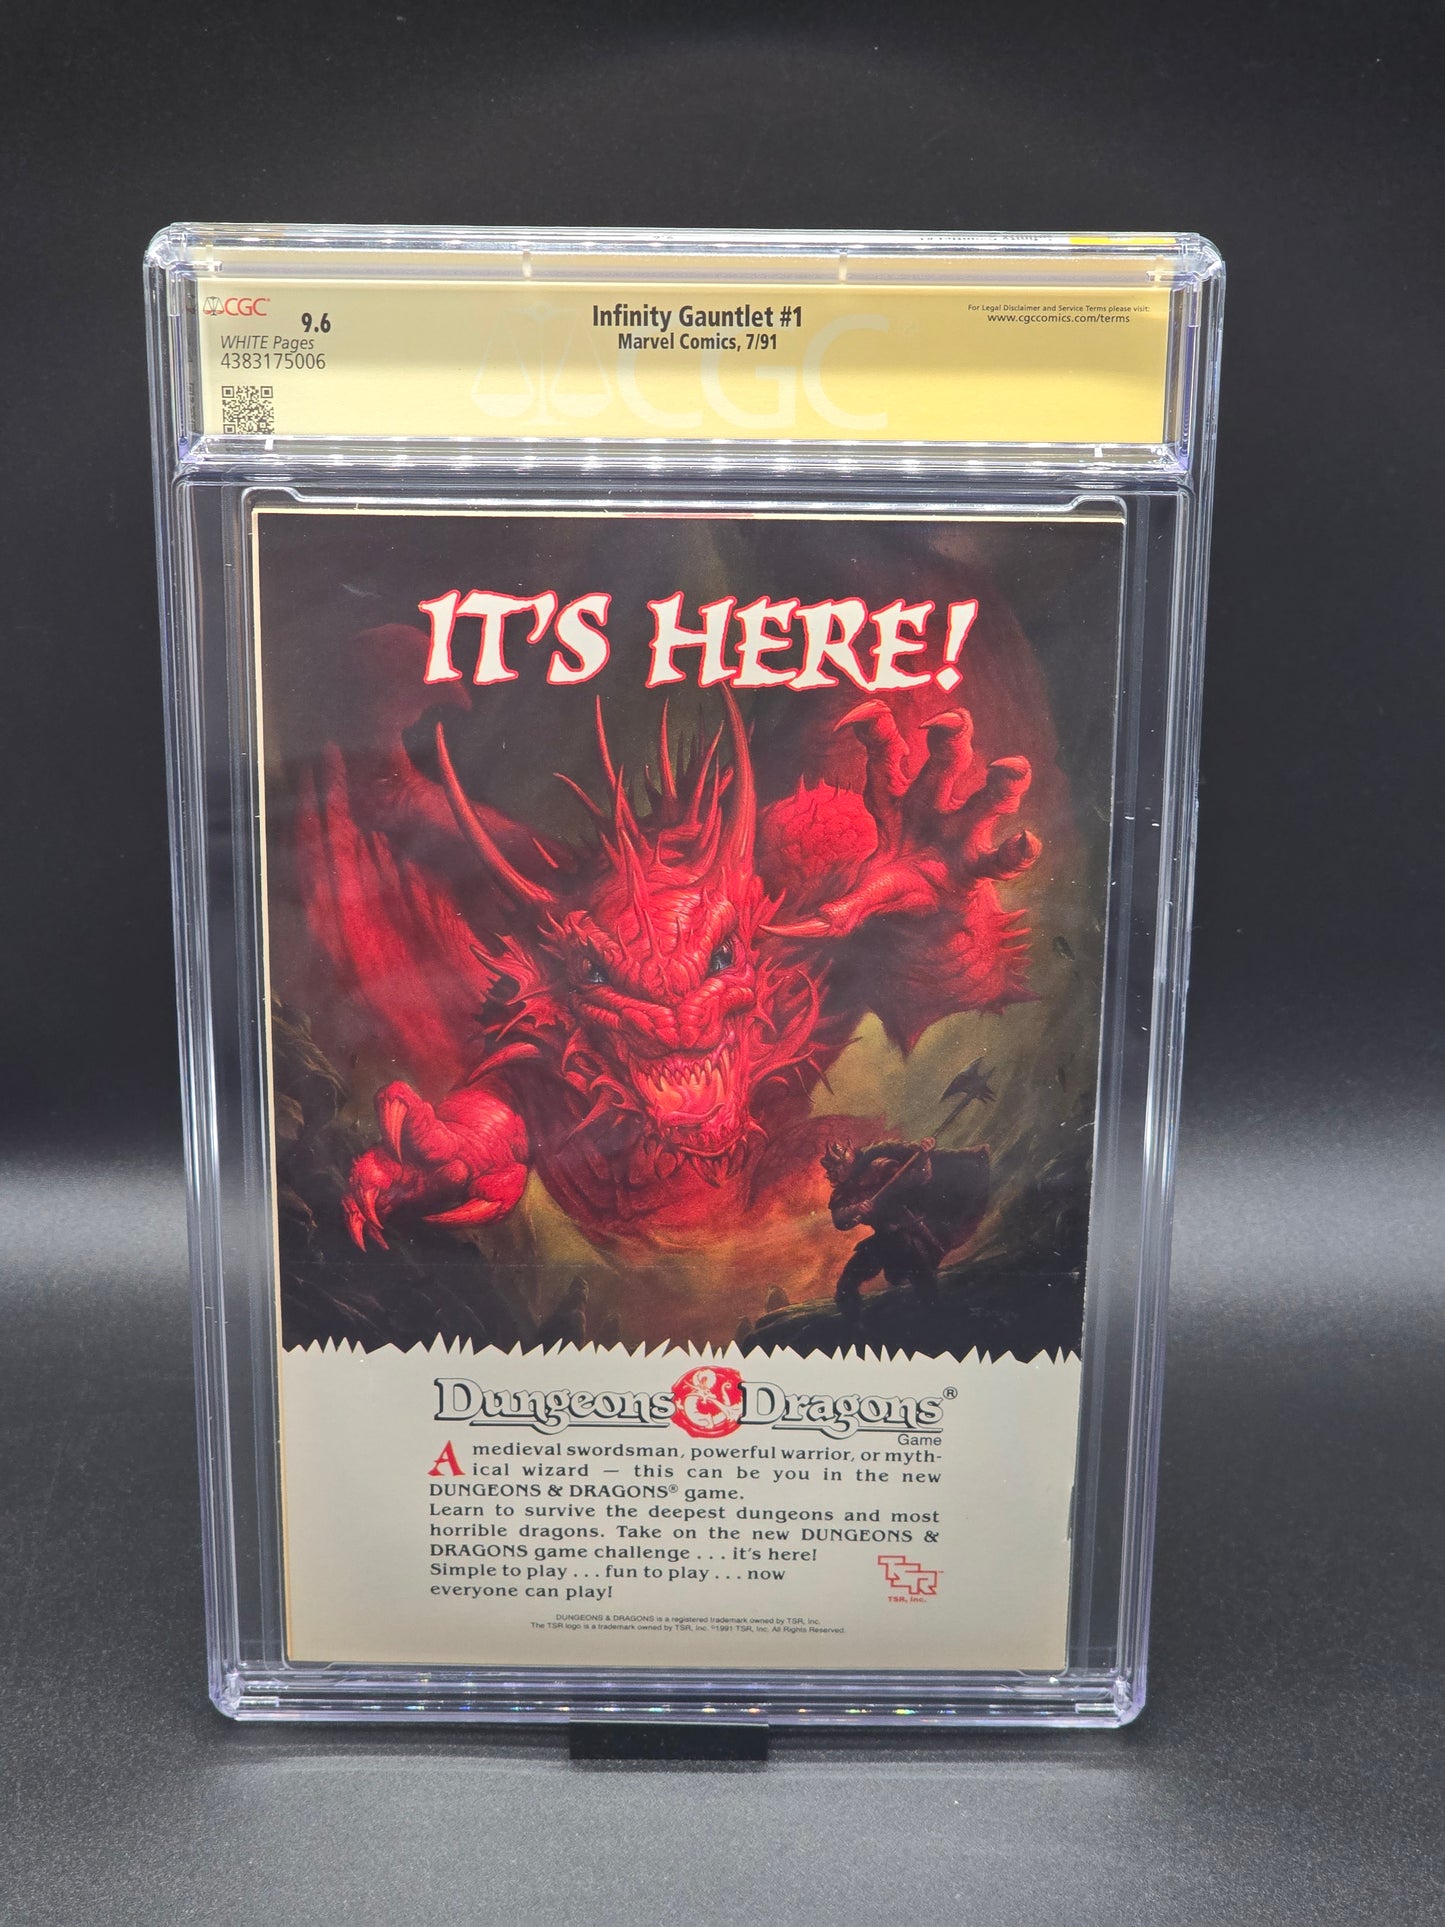 CGC
9.6
WHITE Pages
4383175006
Infinity Gauntlet #1
Marvel Comics, 7/91
For Legal Disclaimer and Service Terms please visit:
www.cgccomics.com/terms
CGC
IT'S HERE!
Dungeons & Dragons®
Game
A medieval swordsman, powerful warrior, or myth-
ical wizard — this can be you in the new
DUNGEONS & DRAGONS® game.
Learn to survive the deepest dungeons and most
horrible dragons. Take on the new DUNGEONS &
DRAGONS game challenge . . . it's here!
Simple to play . . . fun to play . . . now
everyone can play!
TSR™
TSR, Inc.
DUNGEONS & DRAGONS is a registered trademark owned by TSR, Inc.
The TSR logo is a trademark owned by TSR, Inc. ©1991 TSR, Inc. All Rights Reserved.